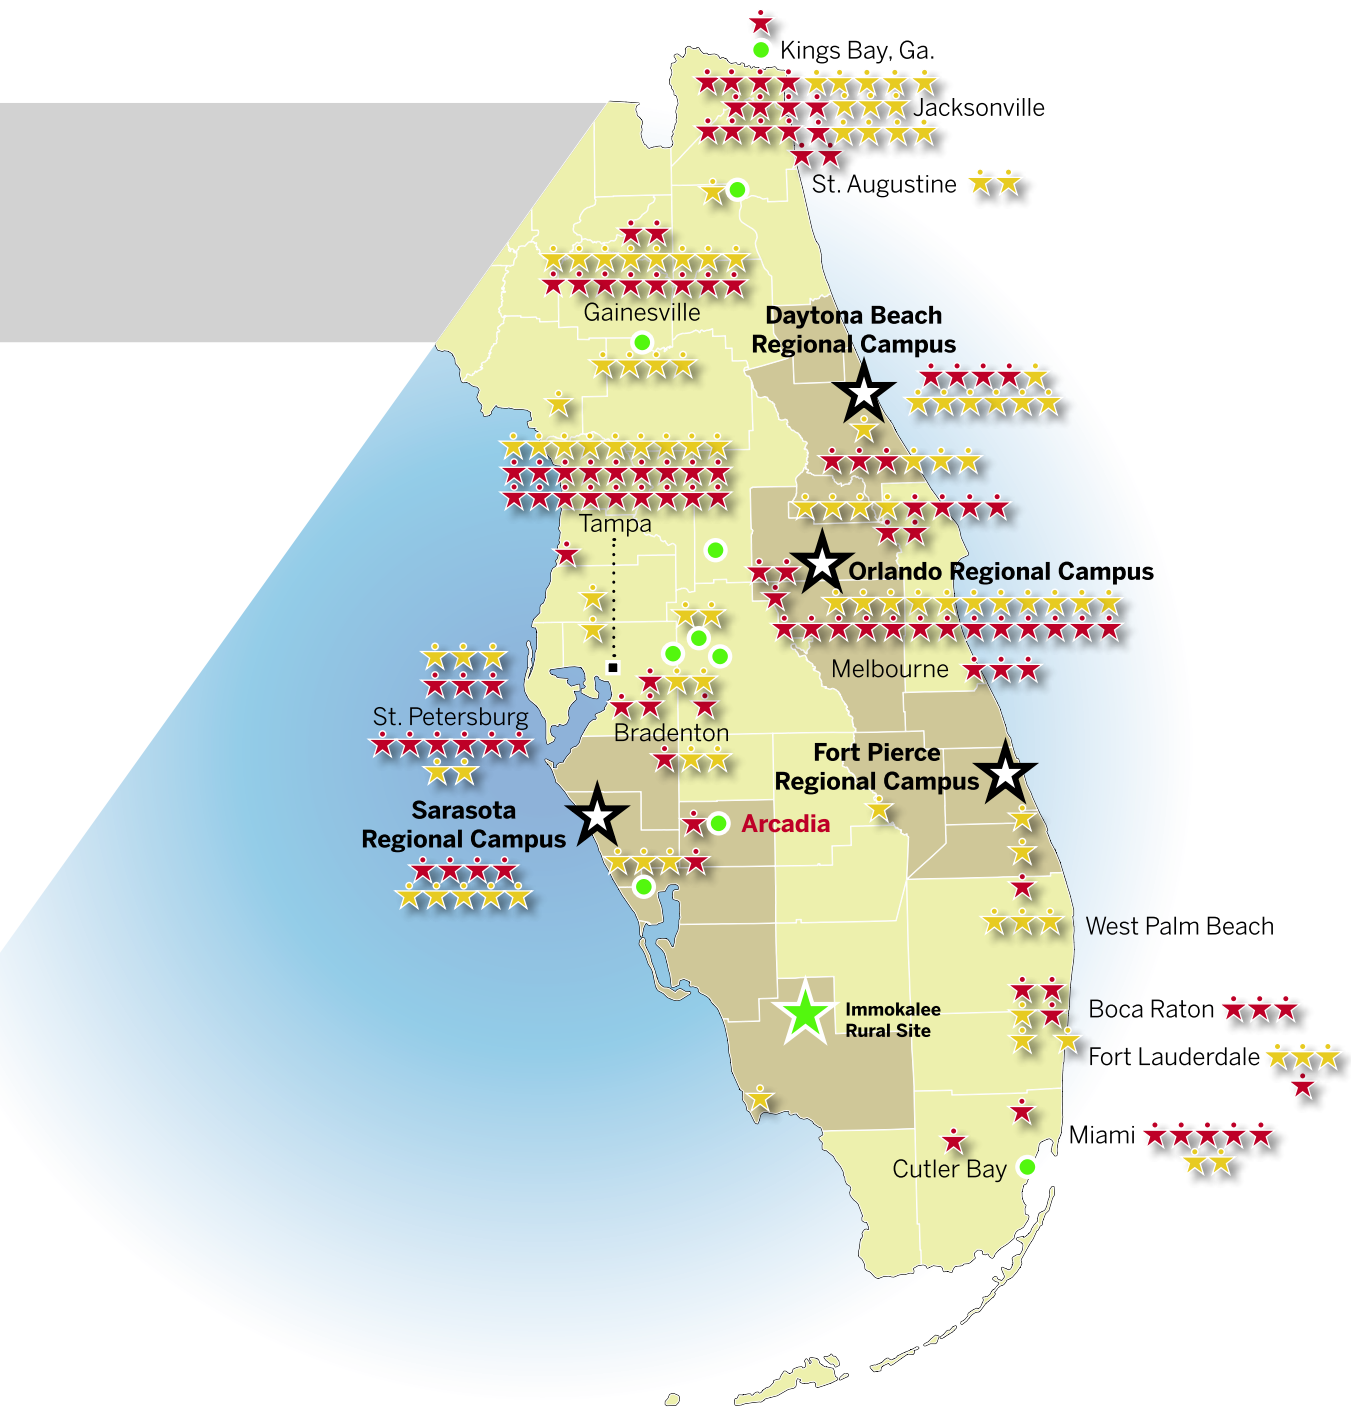 Kings Bay, Ga.
Jacksonville
St. Augustine
Gainesville
Daytona Beach
Regional Campus
Tampa
Orlando Regional Campus
Melbourne
St. Petersburg
Bradenton
Fort Pierce
Regional Campus
Sarasota
Regional Campus
Arcadia
West Palm Beach
Immokalee
Rural Site
Boca Raton
Fort Lauderdale
Miami
Cutler Bay